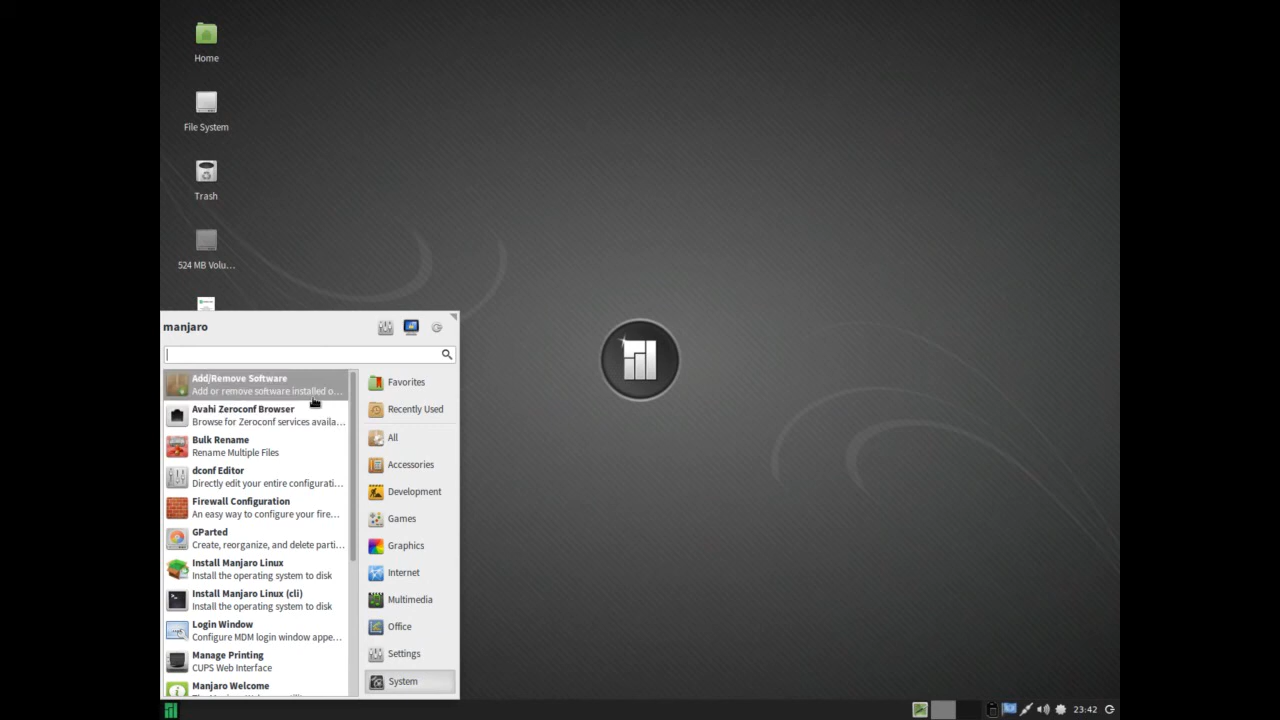 Home
File System
Trash
524 MB Volu...
manjaro
Add/Remove Software
Add or remove software installed o...
Avahi Zeroconf Browser
Browse for Zeroconf services availa...
Bulk Rename
Rename Multiple Files
dconf Editor
Directly edit your entire configurati...
Firewall Configuration
An easy way to configure your fire...
GParted
Create, reorganize, and delete parti...
Install Manjaro Linux
Install the operating system to disk
Install Manjaro Linux (cli)
Install the operating system to disk
Login Window
Configure MDM login window appe...
Manage Printing
CUPS Web Interface
Manjaro Welcome
Favorites
Recently Used
All
Accessories
Development
Games
Graphics
Internet
Multimedia
Office
Settings
System
23:42